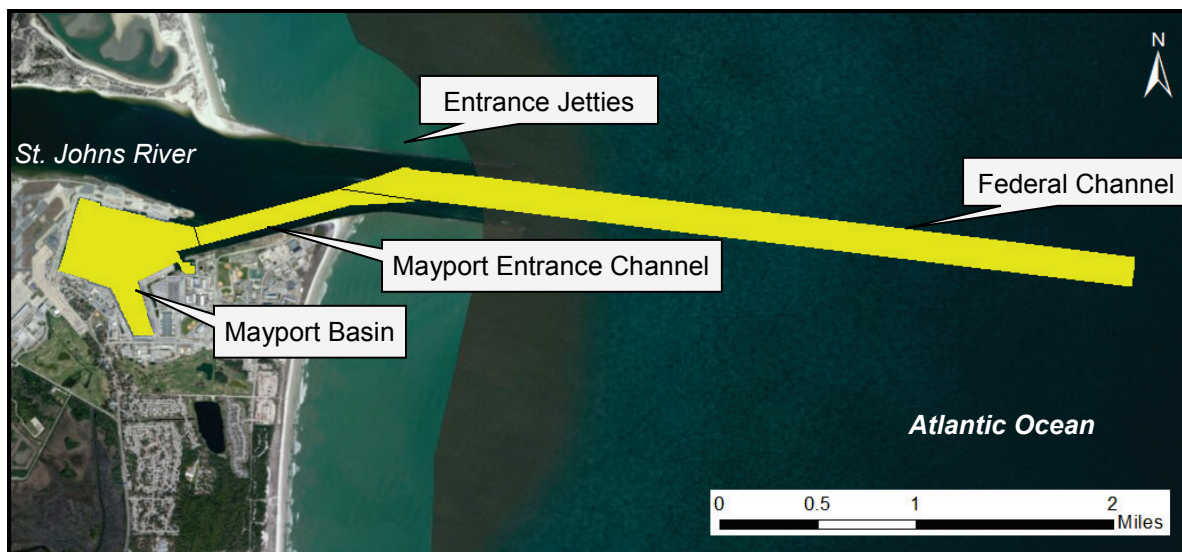 N
Entrance Jetties
St. Johns River
Federal Channel
Mayport Entrance Channel
Mayport Basin
Atlantic Ocean
0 0.5 1 2
Miles